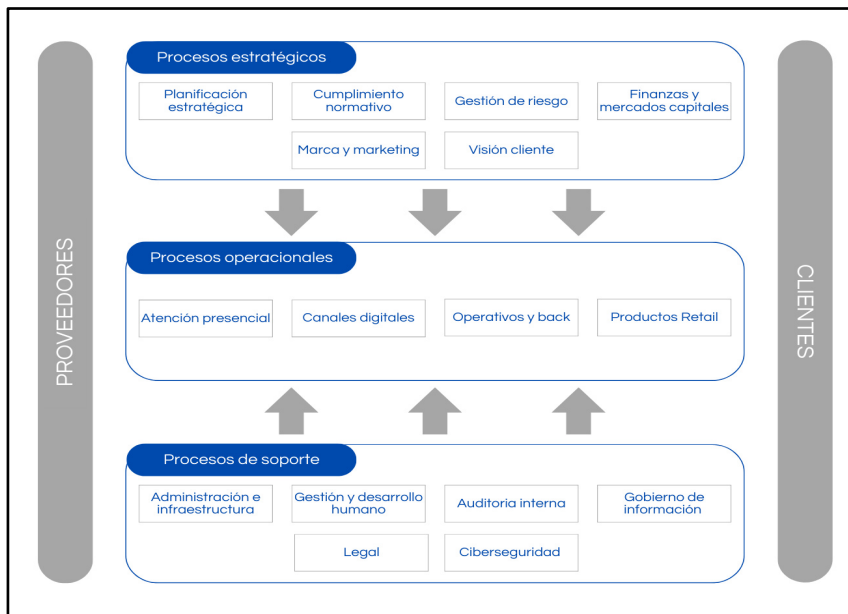 PROVEEDORES
Procesos estratégicos
Planificación
estratégica
Cumplimiento
normativo
Gestión de riesgo
Finanzas y
mercados capitales
Marca y marketing
Visión cliente
Procesos operacionales
Atención presencial
Canales digitales
Operativos y back
Productos Retail
Procesos de soporte
Administración e
infraestructura
Gestión y desarrollo
humano
Auditoría interna
Gobierno de
información
Legal
Ciberseguridad
CLIENTES